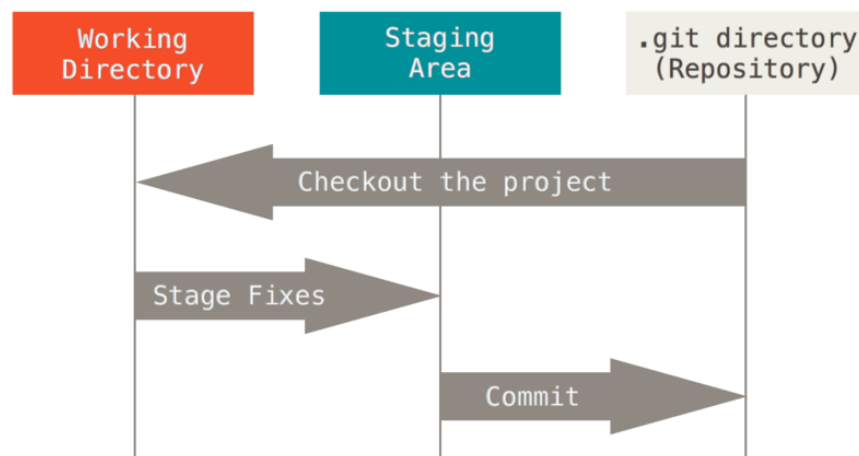 Working
Directory
Staging
Area
.git directory
(Repository)
Checkout the project
Stage Fixes
Commit